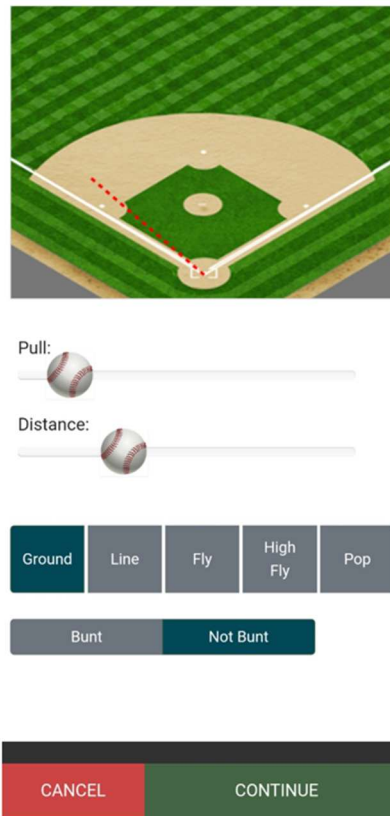 Pull:
Distance:
Ground Line Fly High Fly Pop
Bunt Not Bunt
CANCEL CONTINUE